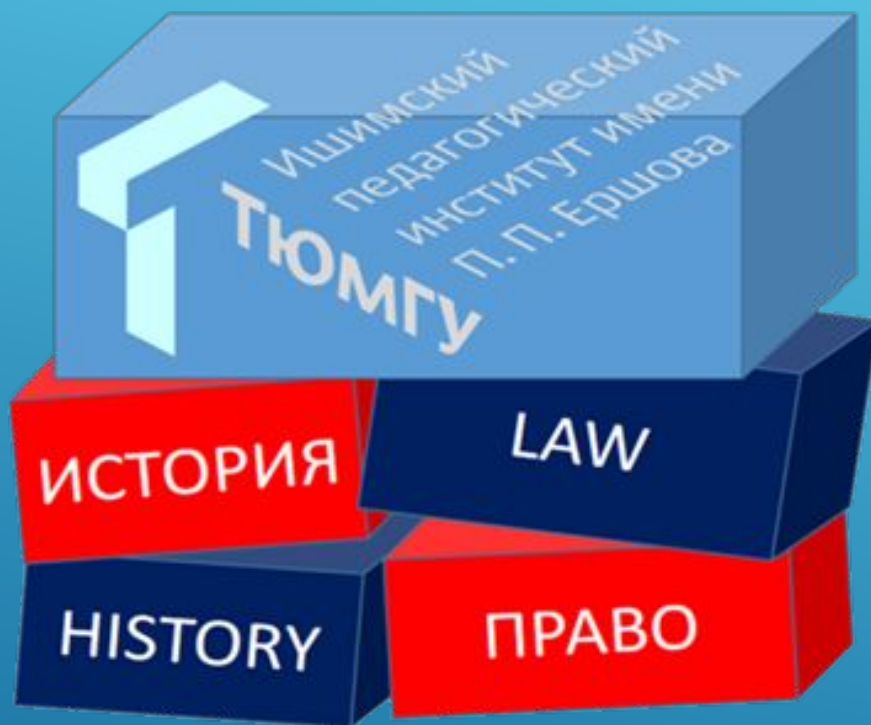 Ишимский
педагогический
институт имени
П. П. Ершова
ТЮМГУ
ИСТОРИЯ
LAW
HISTORY
ПРАВО